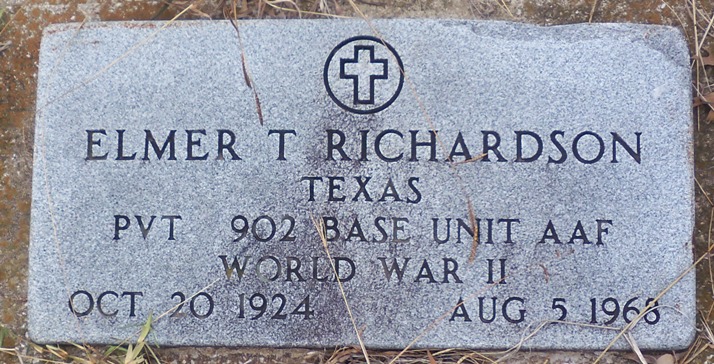 ELMER T RICHARDSON
TEXAS
PVT 902 BASE UNIT AAF
WORLD WAR II
OCT 20 1924 AUG 5 1968